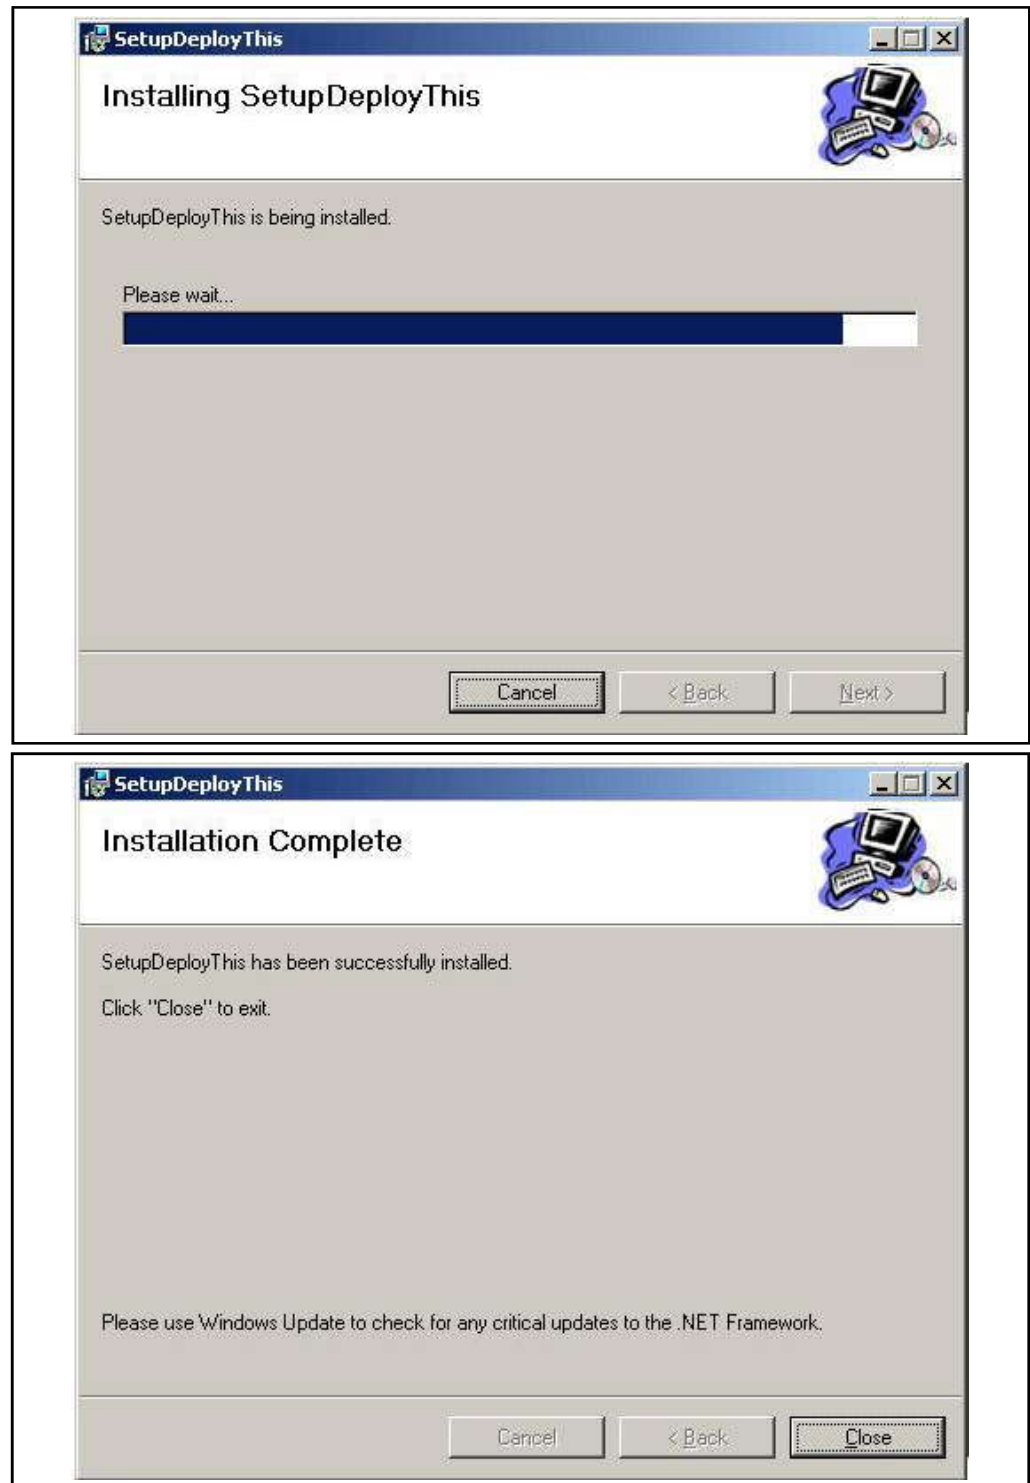 SetupDeployThis
Installing SetupDeployThis
SetupDeployThis is being installed.
Please wait...
Cancel
< Back
Next >
SetupDeployThis
Installation Complete
SetupDeployThis has been successfully installed.
Click "Close" to exit.
Please use Windows Update to check for any critical updates to the .NET Framework.
Cancel
< Back
Close